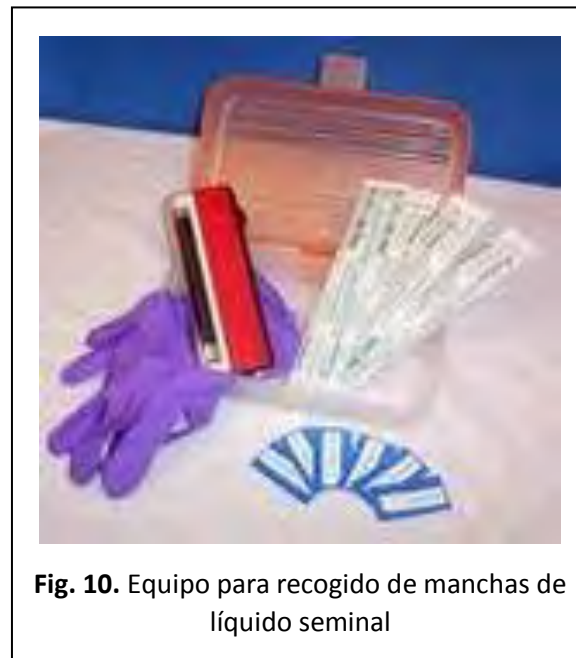 Fig. 10. Equipo para recogido de manchas de
líquido seminal